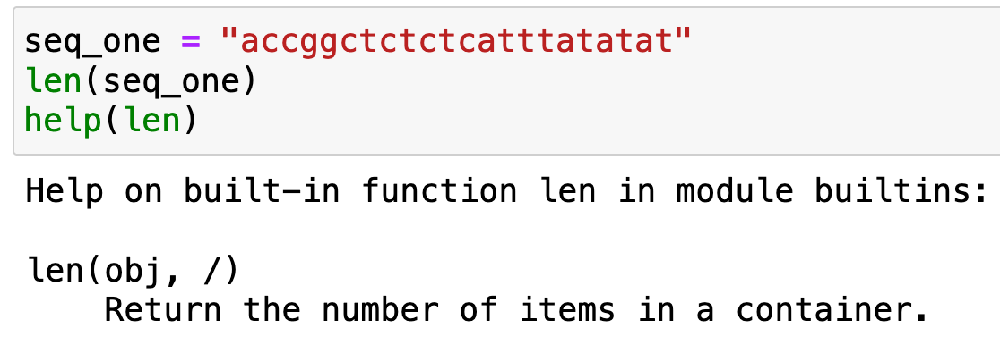 seq_one = "accggctctctcatttatatat"
len(seq_one)
help(len)
Help on built-in function len in module builtins:
len(obj, /)
    Return the number of items in a container.